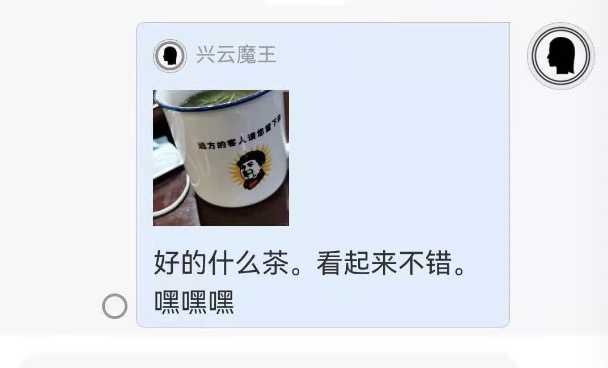 兴云魔王
远方的客人请您留下来
好的什么茶。看起来不错。
嘿嘿嘿